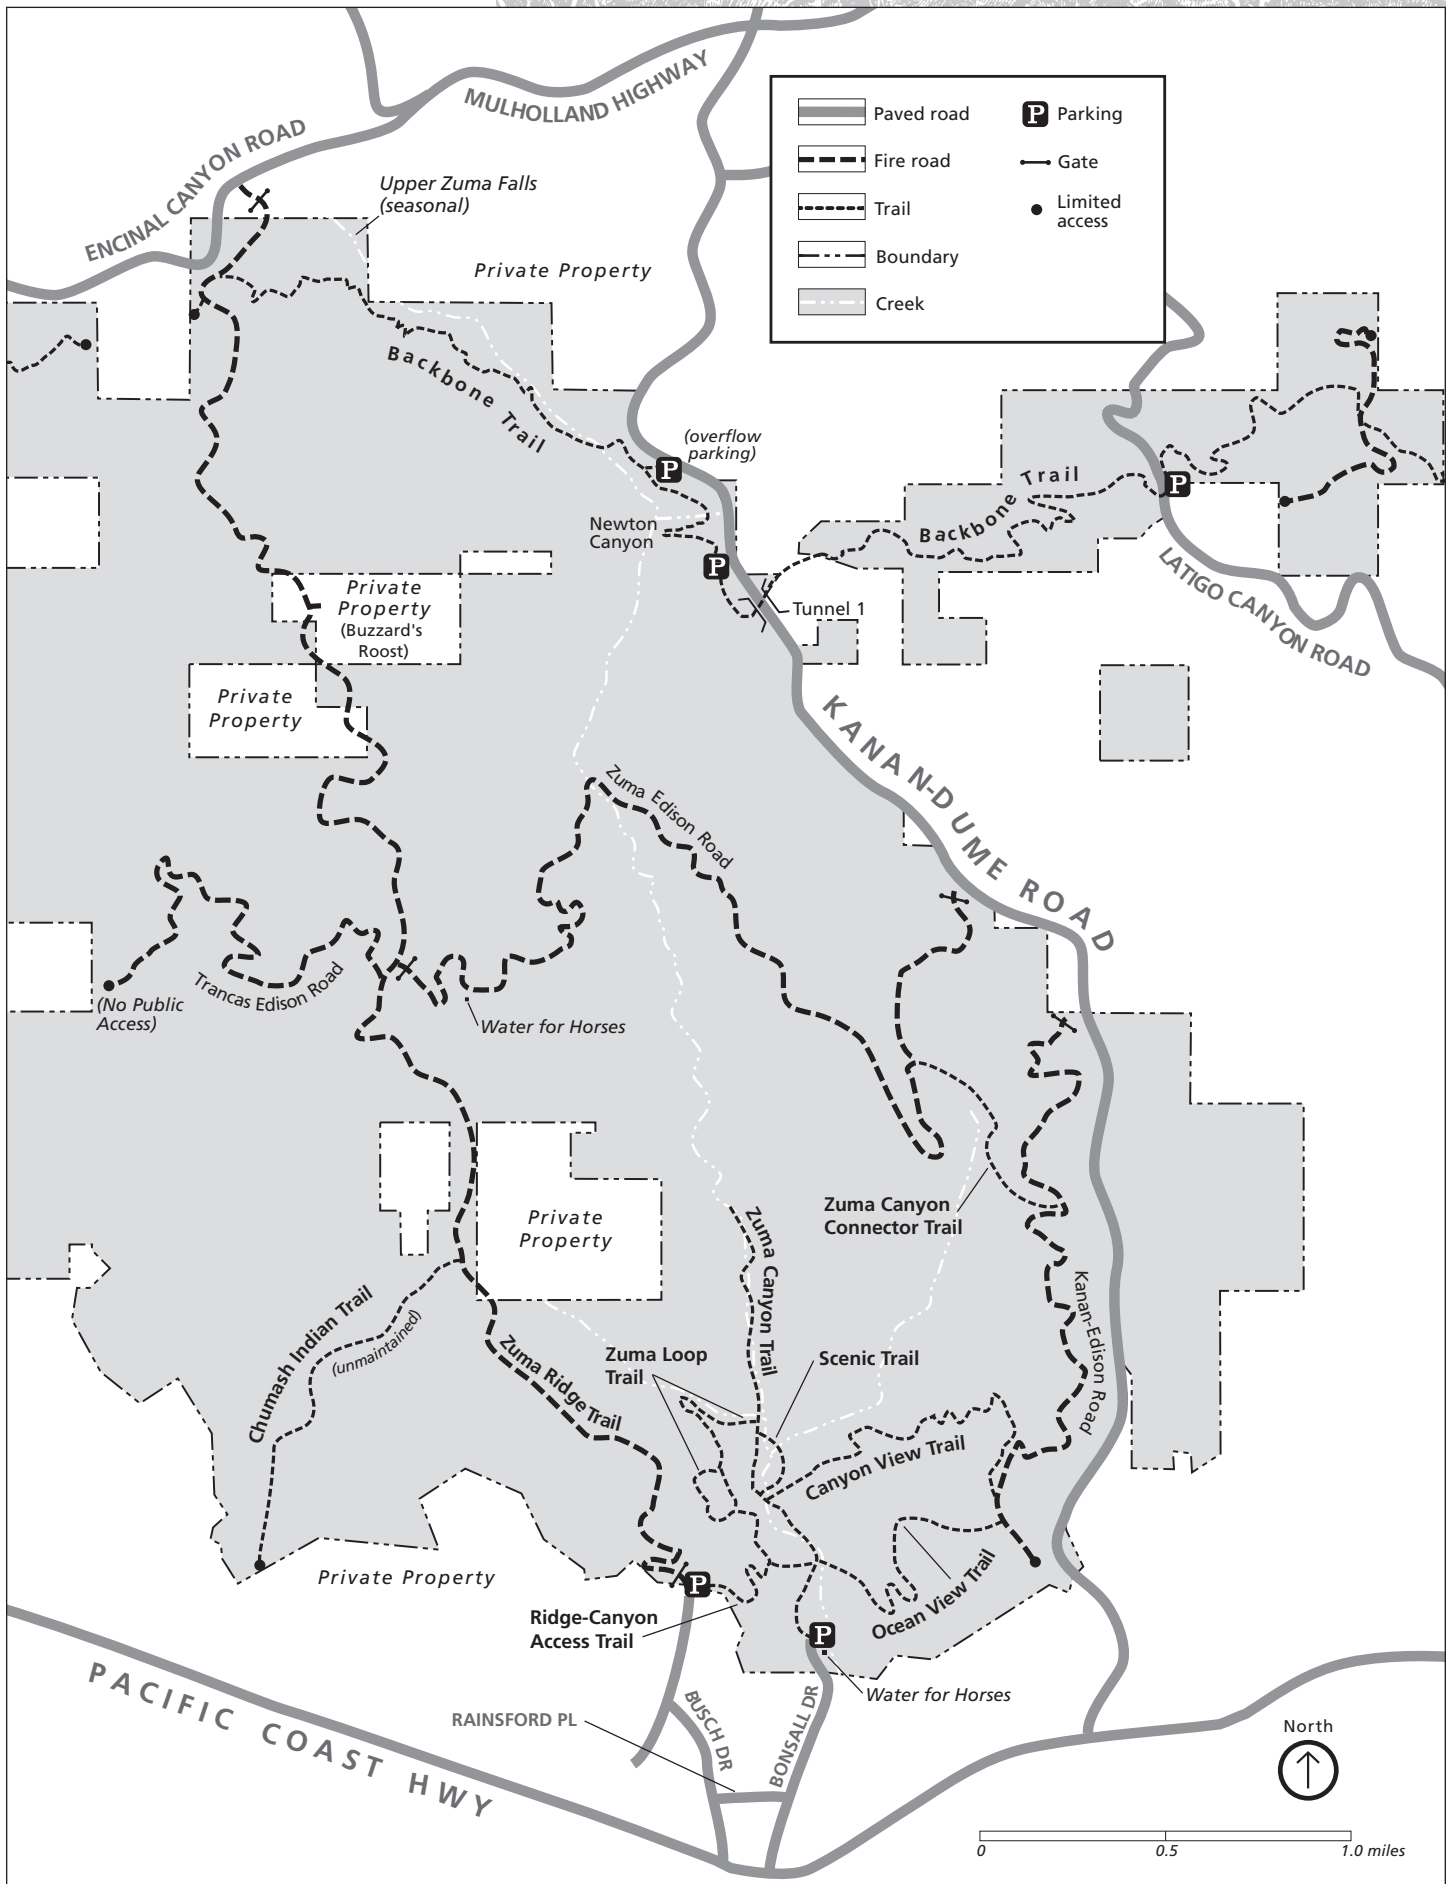 MULHOLLAND HIGHWAY
ENCINAL CANYON ROAD
Upper Zuma Falls
(seasonal)
Private Property
Paved road
Fire road
Trail
Boundary
Creek
P Parking
Gate
Limited
access
Backbone Trail
(overflow
parking)
P
Newton
Canyon
P
Tunnel 1
Backbone Trail
P
LATIGO CANYON ROAD
Private
Property
(Buzzard's
Roost)
Private
Property
KANAN-DUME ROAD
Zuma Edison Road
Trancas Edison Road
(No Public
Access)
Water for Horses
Private
Property
Zuma Canyon
Connector Trail
Zuma Canyon Trail
Kanan-Edison Road
Chumash Indian Trail
(unmaintained)
Zuma Ridge Trail
Zuma Loop
Trail
Scenic Trail
Canyon View Trail
Private Property
P
Ridge-Canyon
Access Trail
Ocean View Trail
P
Water for Horses
PACIFIC COAST HWY
RAINSFORD PL
BUSCH DR
BONSALL DR
North
0 0.5 1.0 miles